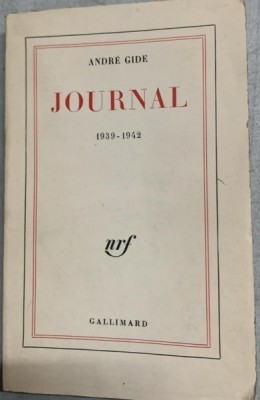 ANDRÉ GIDE
JOURNAL
1939-1942
nrf
GALLIMARD